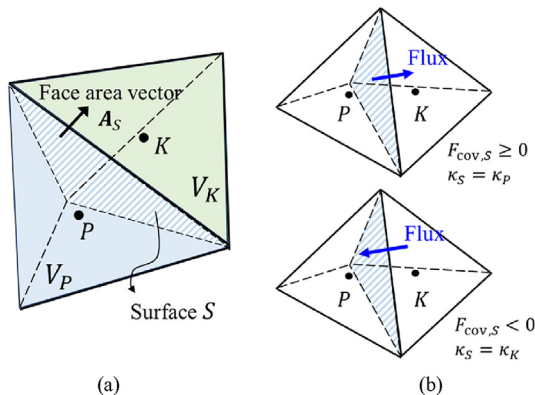 Face area vector
A_S
K
V_K
P
V_P
Surface S
(a)
Flux
P
K
F_cov,S ≥ 0
κ_S = κ_P
Flux
P
K
F_cov,S < 0
κ_S = κ_K
(b)